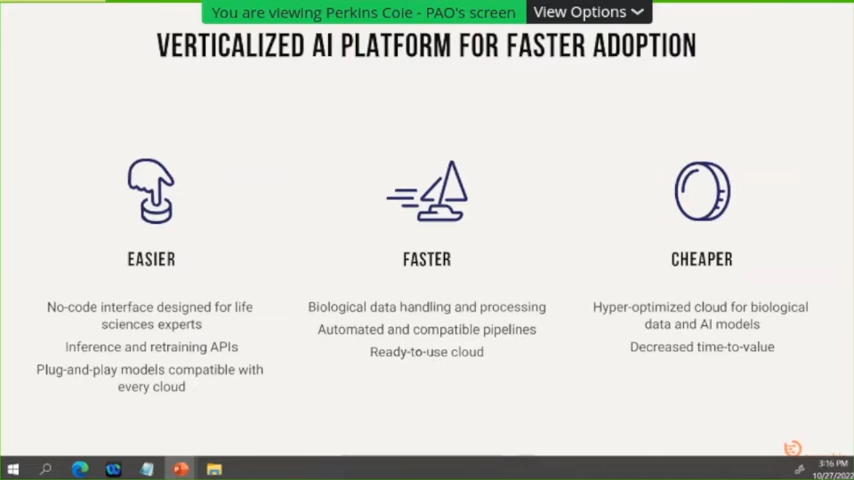 You are viewing Perkins Coie - PAO's screen
View Options
VERTICALIZED AI PLATFORM FOR FASTER ADOPTION
EASIER
No-code interface designed for life
sciences experts
Inference and retraining APIs
Plug-and-play models compatible with
every cloud
FASTER
Biological data handling and processing
Automated and compatible pipelines
Ready-to-use cloud
CHEAPER
Hyper-optimized cloud for biological
data and AI models
Decreased time-to-value
3:16 PM
10/27/2022